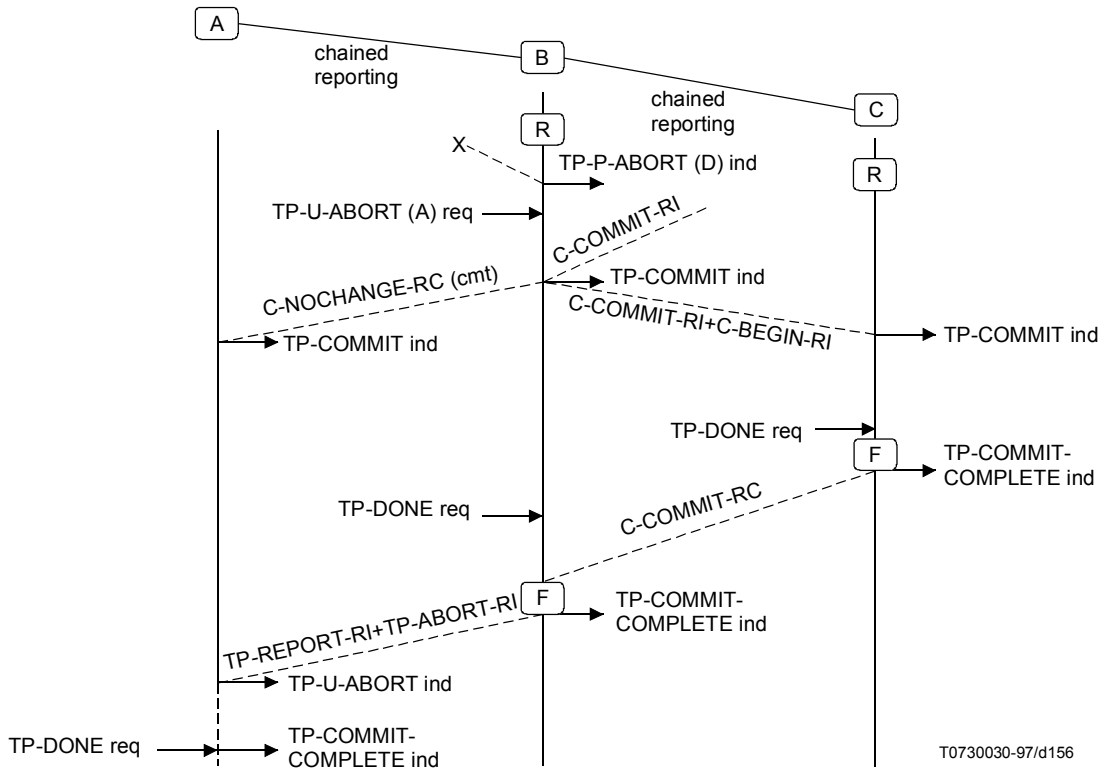 A
chained
reporting
B
chained
reporting
C
R
X
TP-P-ABORT (D) ind
R
TP-U-ABORT (A) req
C-COMMIT-RI
C-NOCHANGE-RC (cmt)
TP-COMMIT ind
C-COMMIT-RI+C-BEGIN-RI
TP-COMMIT ind
TP-COMMIT ind
TP-DONE req
F
TP-COMMIT-
COMPLETE ind
TP-DONE req
C-COMMIT-RC
F
TP-COMMIT-
COMPLETE ind
TP-REPORT-RI+TP-ABORT-RI
TP-U-ABORT ind
TP-DONE req
TP-COMMIT-
COMPLETE ind
T0730030-97/d156